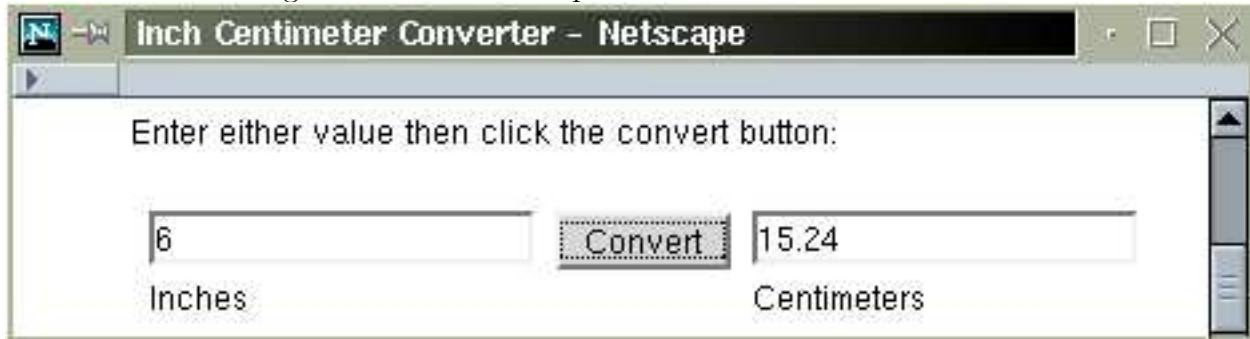 Inch Centimeter Converter - Netscape
Enter either value then click the convert button:
6 Convert 15.24
Inches Centimeters